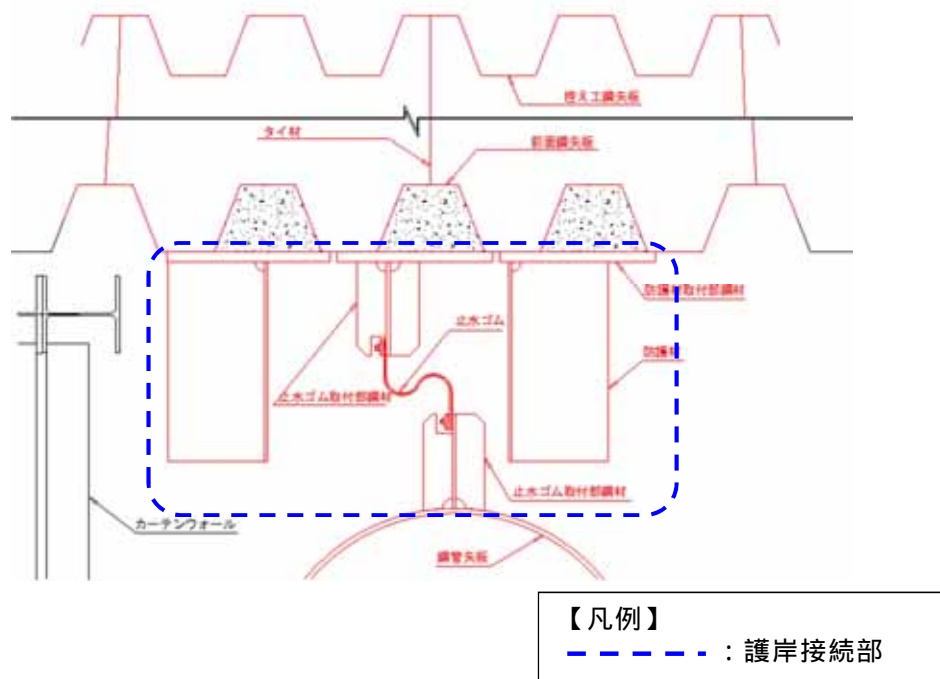 控え工鋼矢板
タイ材
前面鋼矢板
防護材取付部鋼材
止水ゴム
防護材
止水ゴム取付部鋼材
止水ゴム取付部鋼材
カーテンウォール
鋼管矢板
【凡例】
：護岸接続部